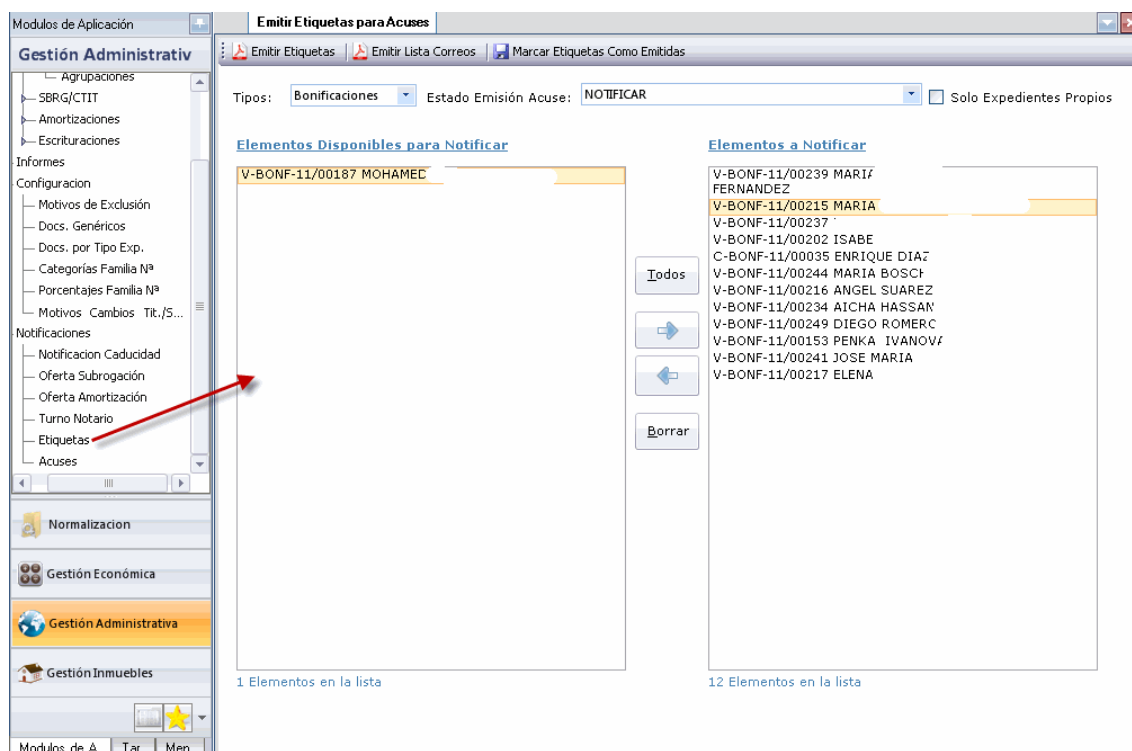 Modulos de Aplicación
Gestión Administrativ
Agrupaciones
SBRG/CTIT
Amortizaciones
Escrituraciones
Informes
Configuracion
Motivos de Exclusión
Docs. Genéricos
Docs. por Tipo Exp.
Categorías Familia Nª
Porcentajes Familia Nª
Motivos Cambios Tit./S...
Notificaciones
Notificacion Caducidad
Oferta Subrogación
Oferta Amortización
Turno Notario
Etiquetas
Acuses
Normalizacion
Gestión Económica
Gestión Administrativa
Gestión Inmuebles
Modulos de A... Tar... Men...
Emitir Etiquetas para Acuses
Emitir Etiquetas Emitir Lista Correos Marcar Etiquetas Como Emitidas
Tipos: Bonificaciones Estado Emisión Acuse: NOTIFICAR Solo Expedientes Propios
Elementos Disponibles para Notificar
V-BONF-11/00187 MOHAMED
1 Elementos en la lista
Todos
Borrar
Elementos a Notificar
V-BONF-11/00239 MARIA
FERNANDEZ
V-BONF-11/00215 MARIA
V-BONF-11/00237
V-BONF-11/00202 ISABE
C-BONF-11/00035 ENRIQUE DIAZ
V-BONF-11/00244 MARIA BOSCH
V-BONF-11/00216 ANGEL SUAREZ
V-BONF-11/00234 AICHA HASSAN
V-BONF-11/00249 DIEGO ROMERO
V-BONF-11/00153 PENKA IVANOVA
V-BONF-11/00241 JOSE MARIA
V-BONF-11/00217 ELENA
12 Elementos en la lista